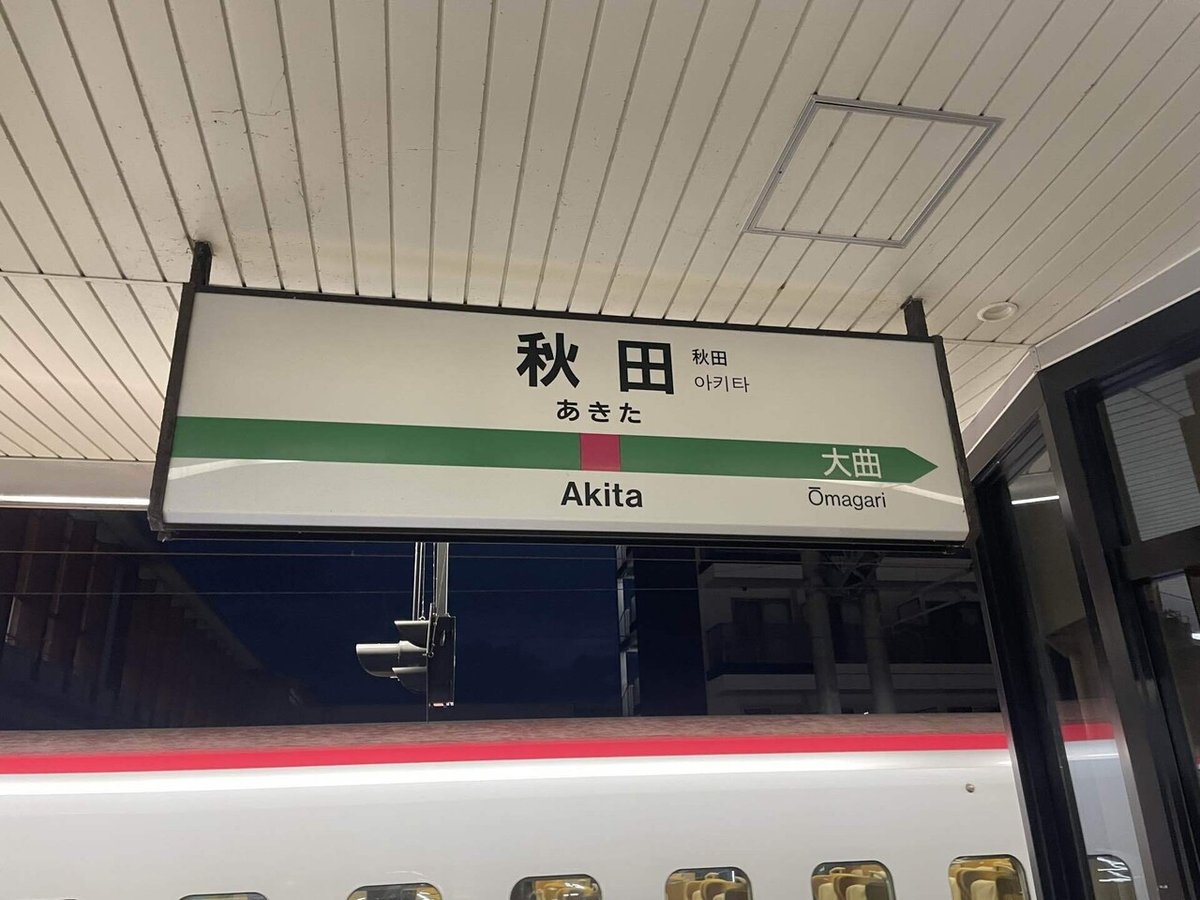 秋田
秋田
아키타
あきた
大曲
Akita
Ōmagari